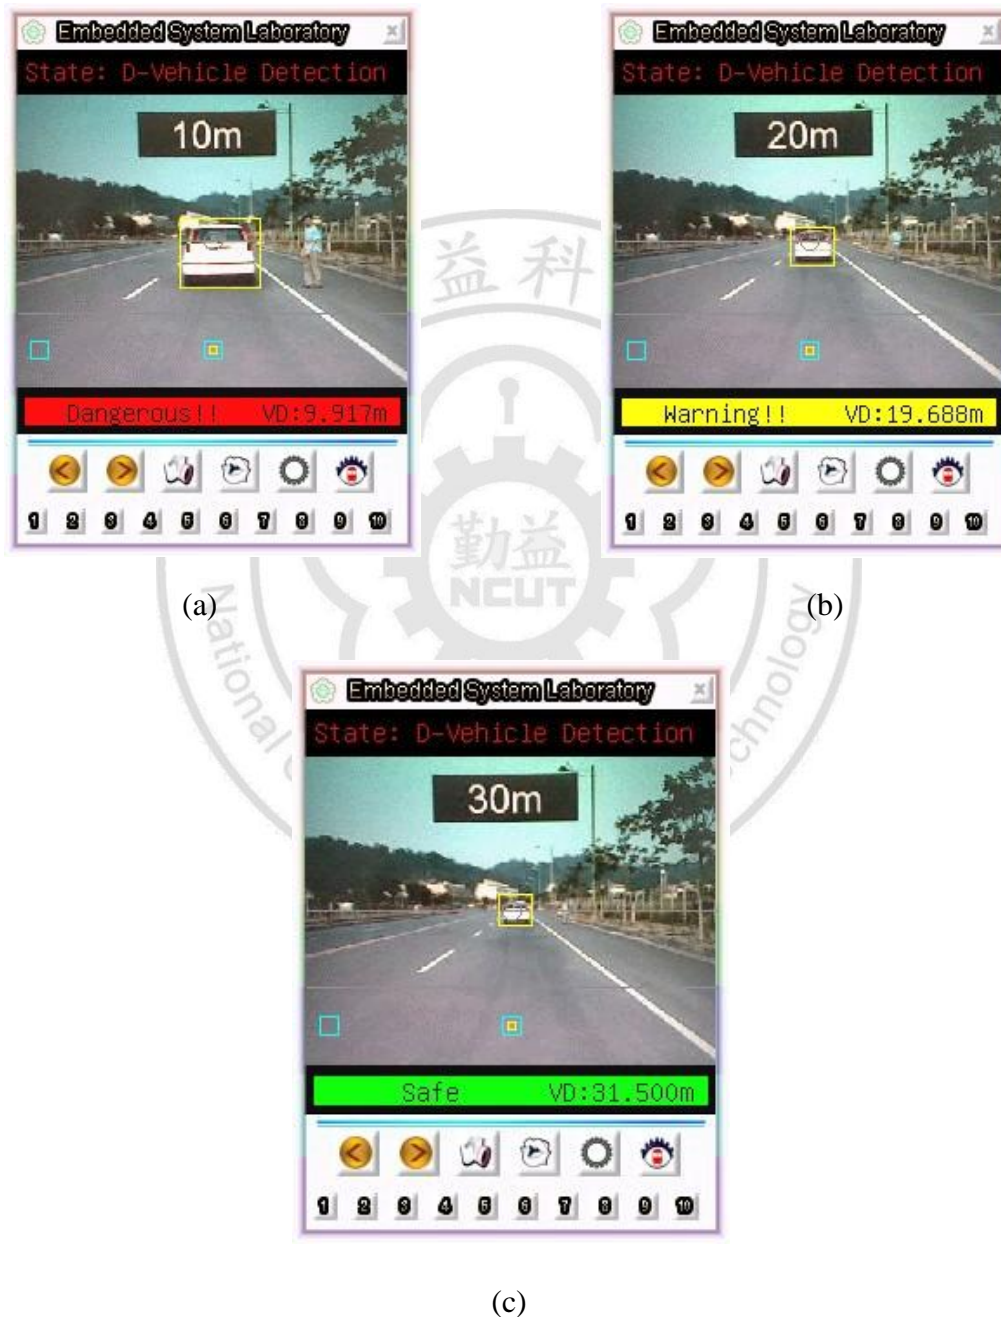 Embedded System Laboratory
State: D-Vehicle Detection
10m
Dangerous!! VD:9.917m
1 2 3 4 5 6 7 8 9 10
(a)
Embedded System Laboratory
State: D-Vehicle Detection
20m
Warning!! VD:19.688m
1 2 3 4 5 6 7 8 9 10
(b)
益科
勤益
NCUT
National
chnology
Embedded System Laboratory
State: D-Vehicle Detection
30m
Safe VD:31.500m
1 2 3 4 5 6 7 8 9 10
(c)